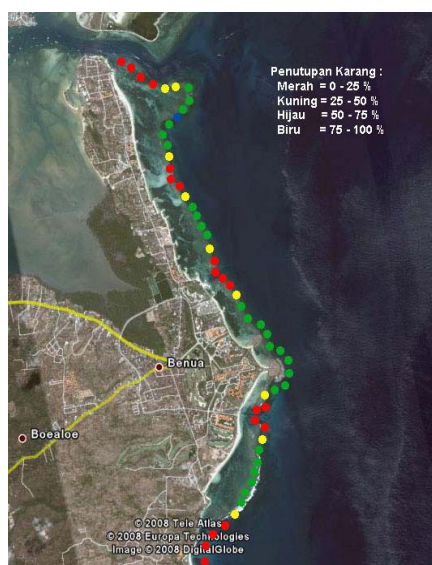 Penutupan Karang :
Merah = 0 - 25 %
Kuning = 25 - 50 %
Hijau = 50 - 75 %
Biru = 75 - 100 %
Benua
Boealoe
© 2008 Tele Atlas
© 2008 Europa Technologies
Image © 2008 DigitalGlobe